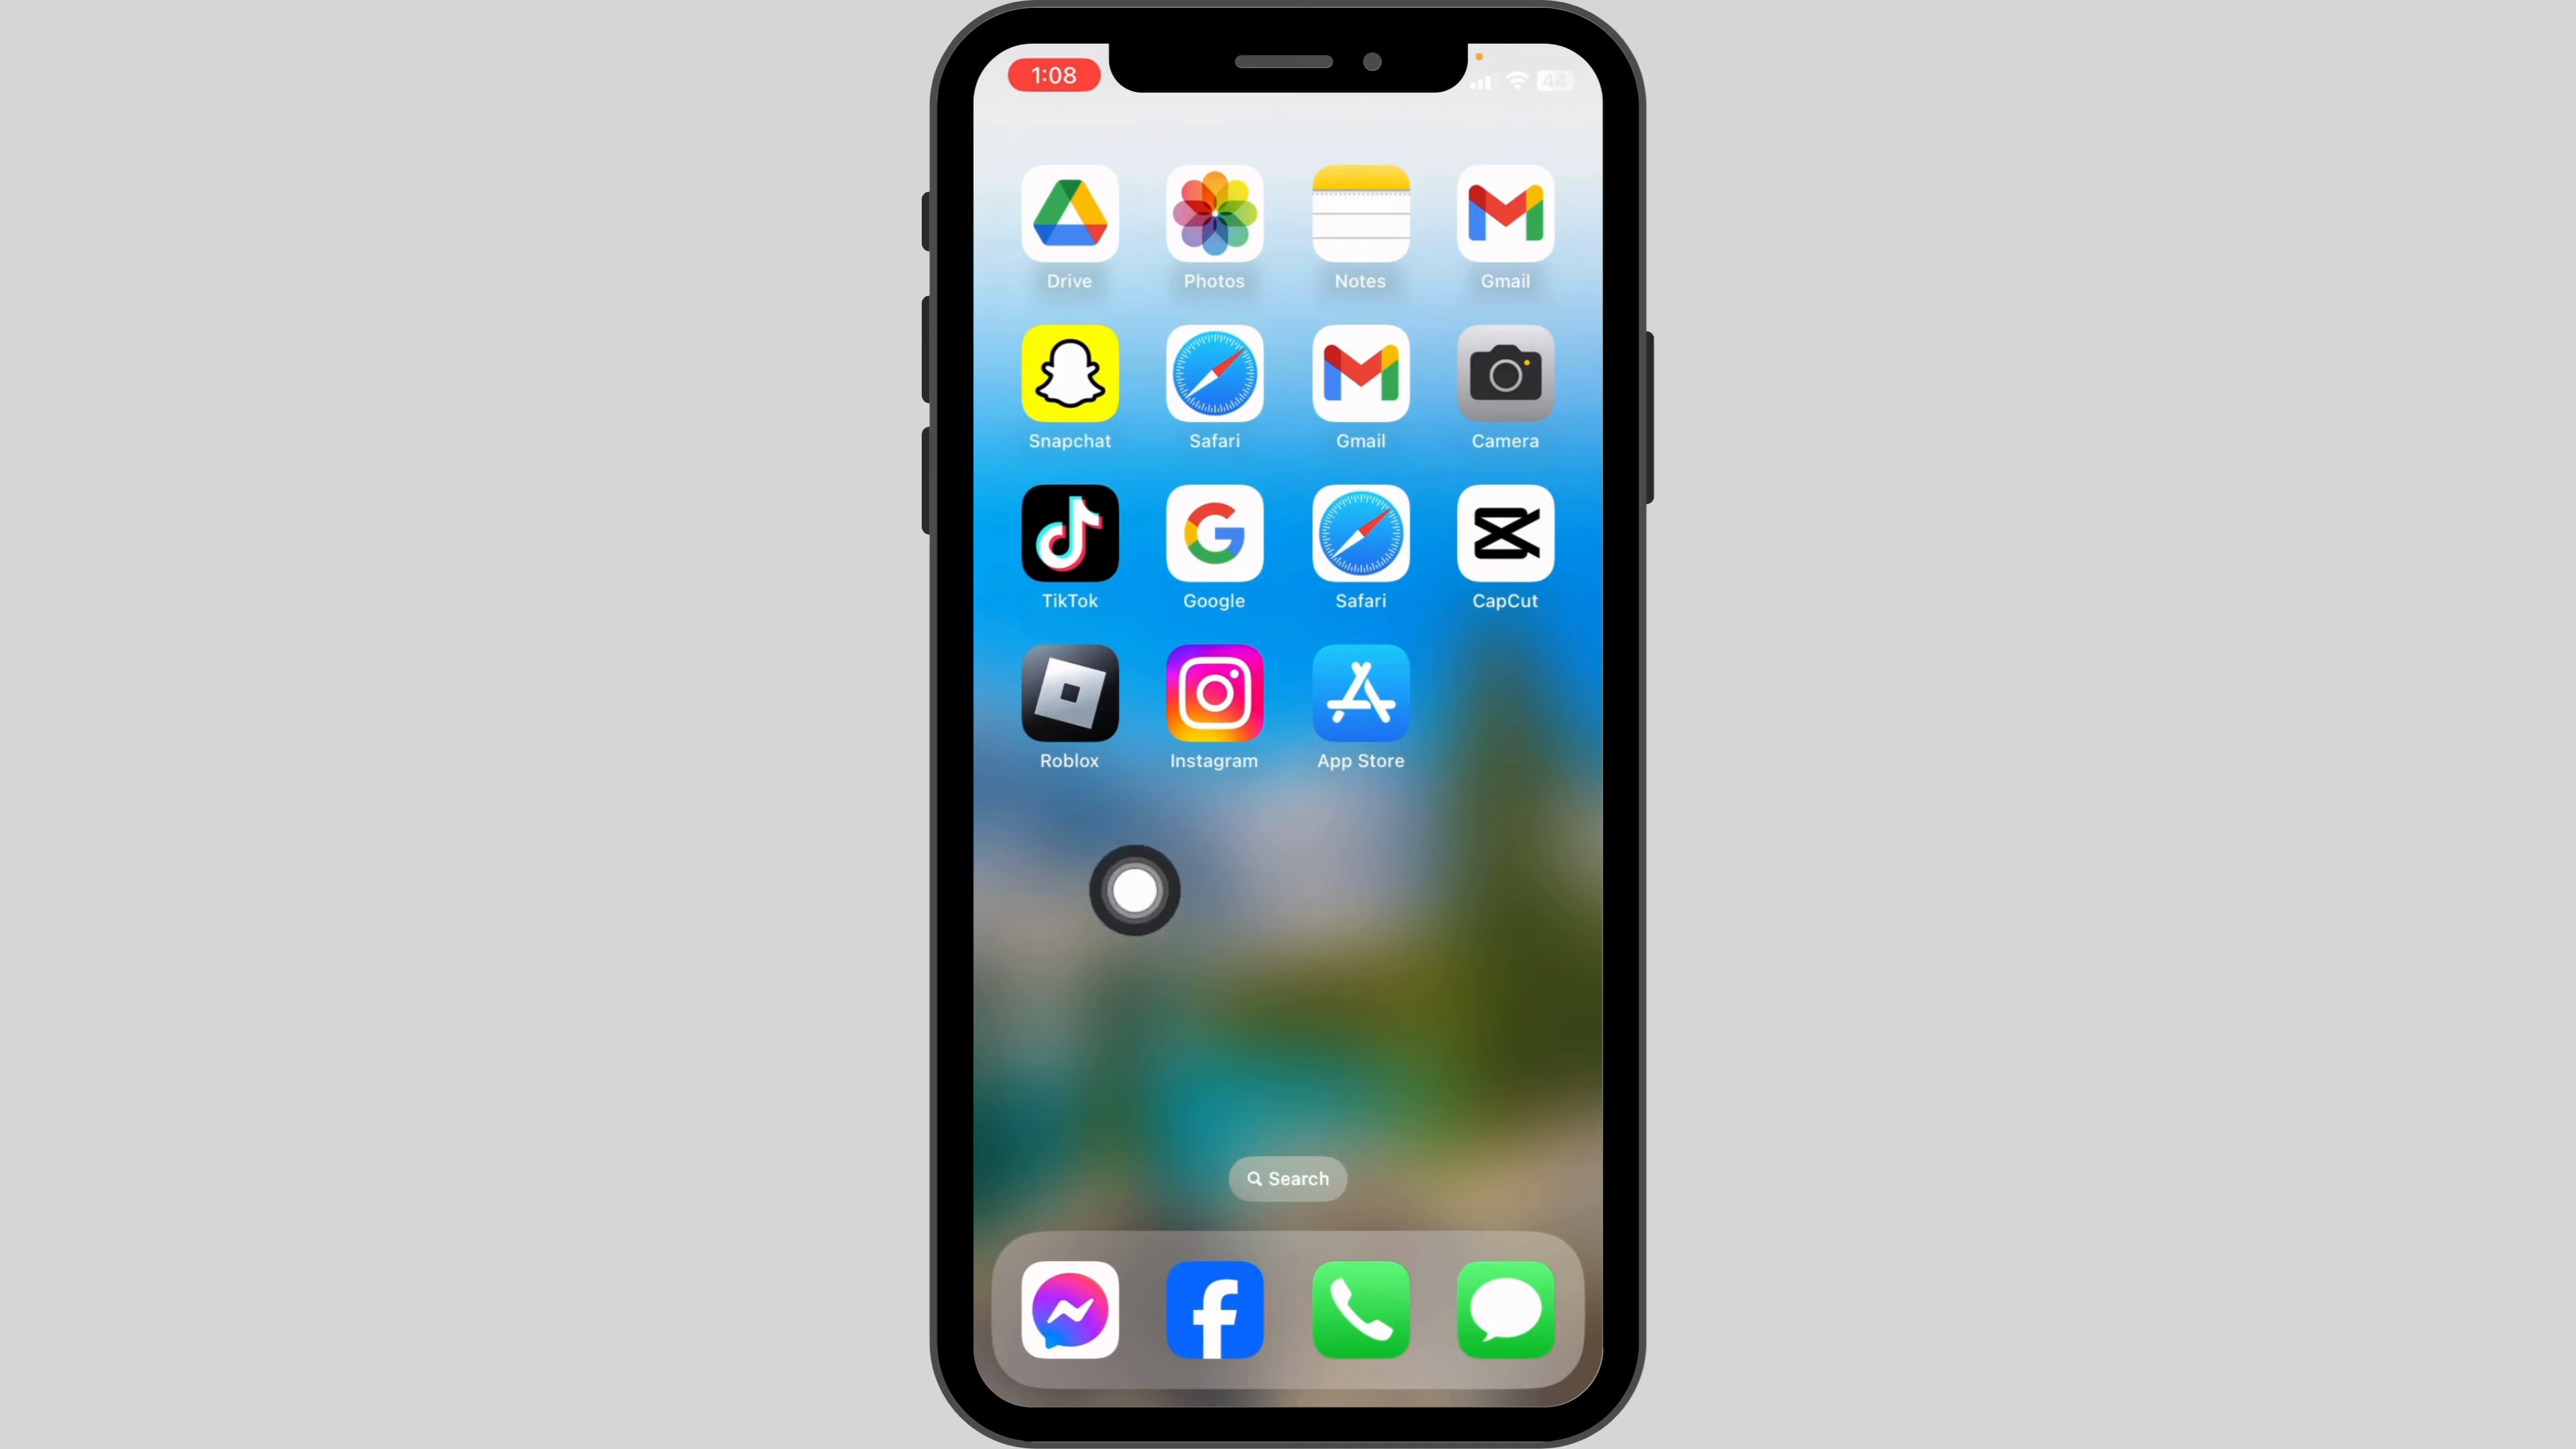 1:08
44
Drive Photos Notes Gmail
Snapchat Safari Gmail Camera
TikTok Google Safari CapCut
Roblox Instagram App Store
Search